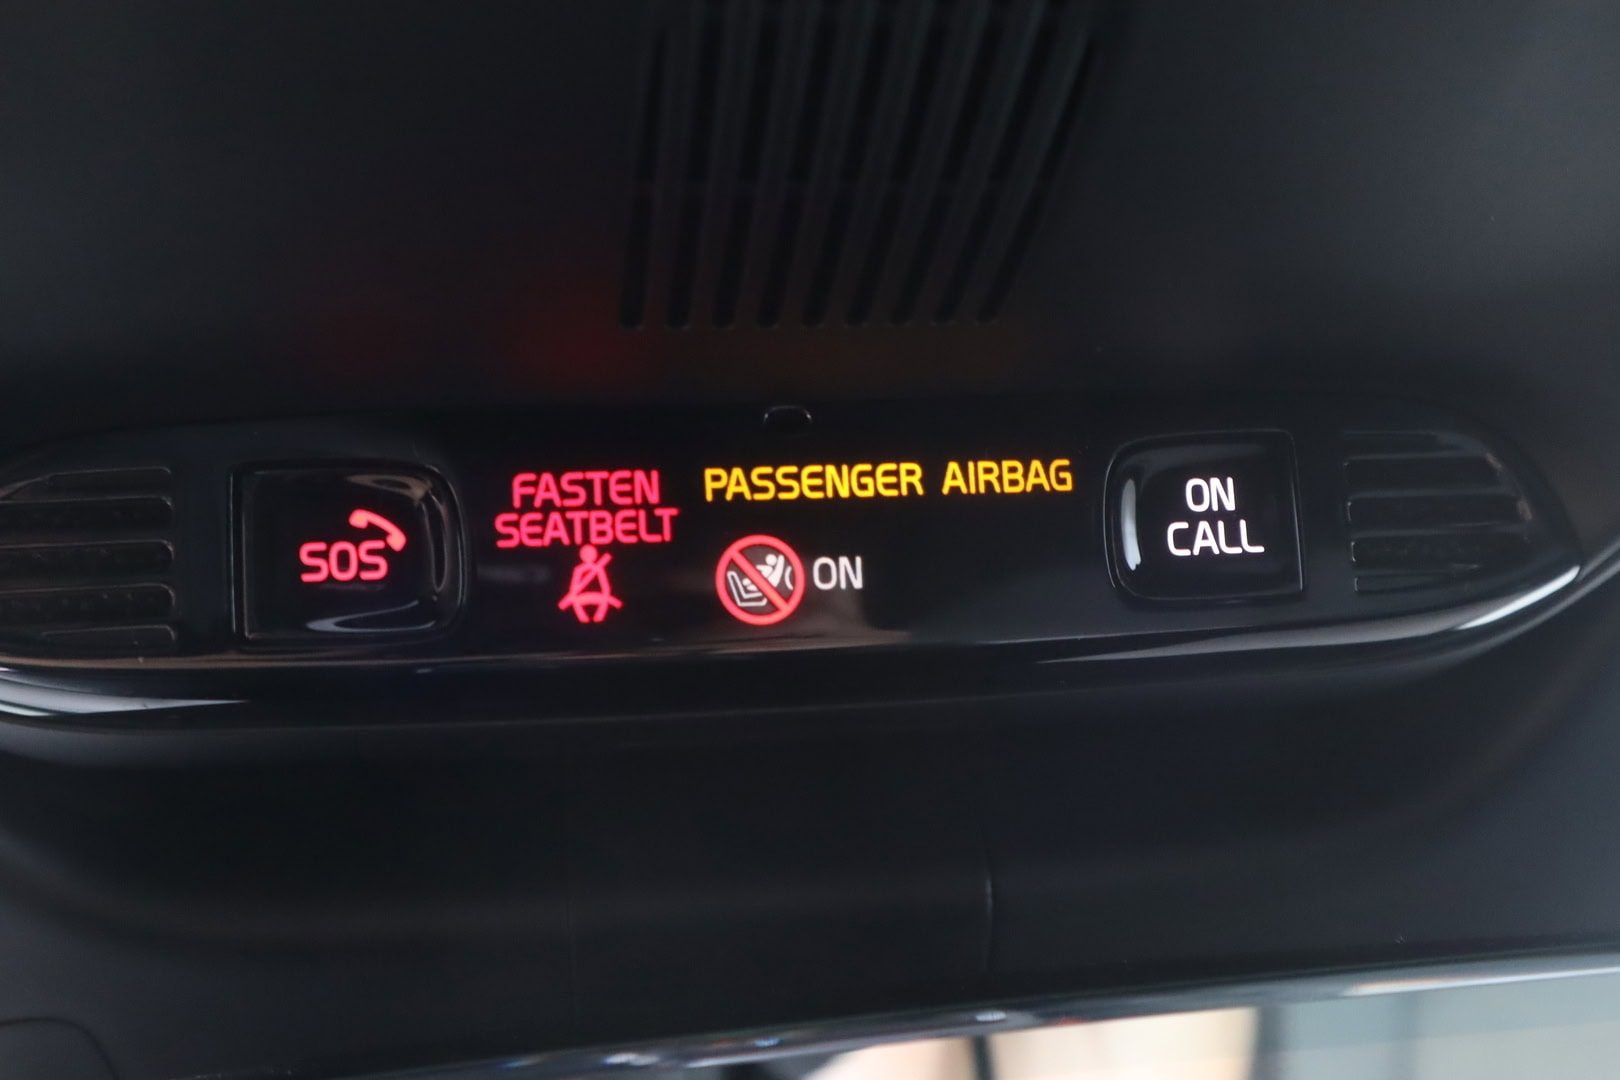 SOS
FASTEN
SEATBELT
PASSENGER AIRBAG
ON
ON
CALL